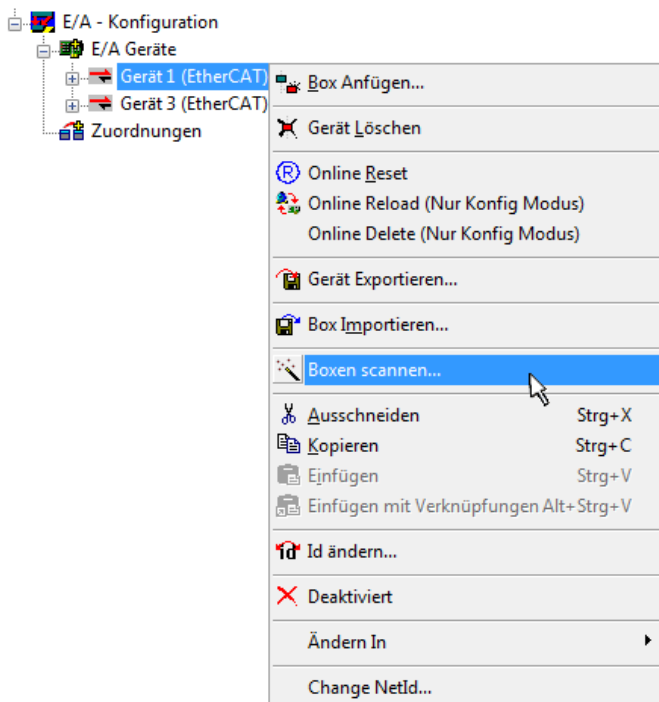 E/A - Konfiguration
E/A Geräte
Gerät 1 (EtherCAT)
Gerät 3 (EtherCAT)
Zuordnungen
Box Anfügen...
Gerät Löschen
Online Reset
Online Reload (Nur Konfig Modus)
Online Delete (Nur Konfig Modus)
Gerät Exportieren...
Box Importieren...
Boxen scannen...
Ausschneiden Strg+X
Kopieren Strg+C
Einfügen Strg+V
Einfügen mit Verknüpfungen Alt+Strg+V
Id ändern...
Deaktiviert
Ändern In
Change NetId...